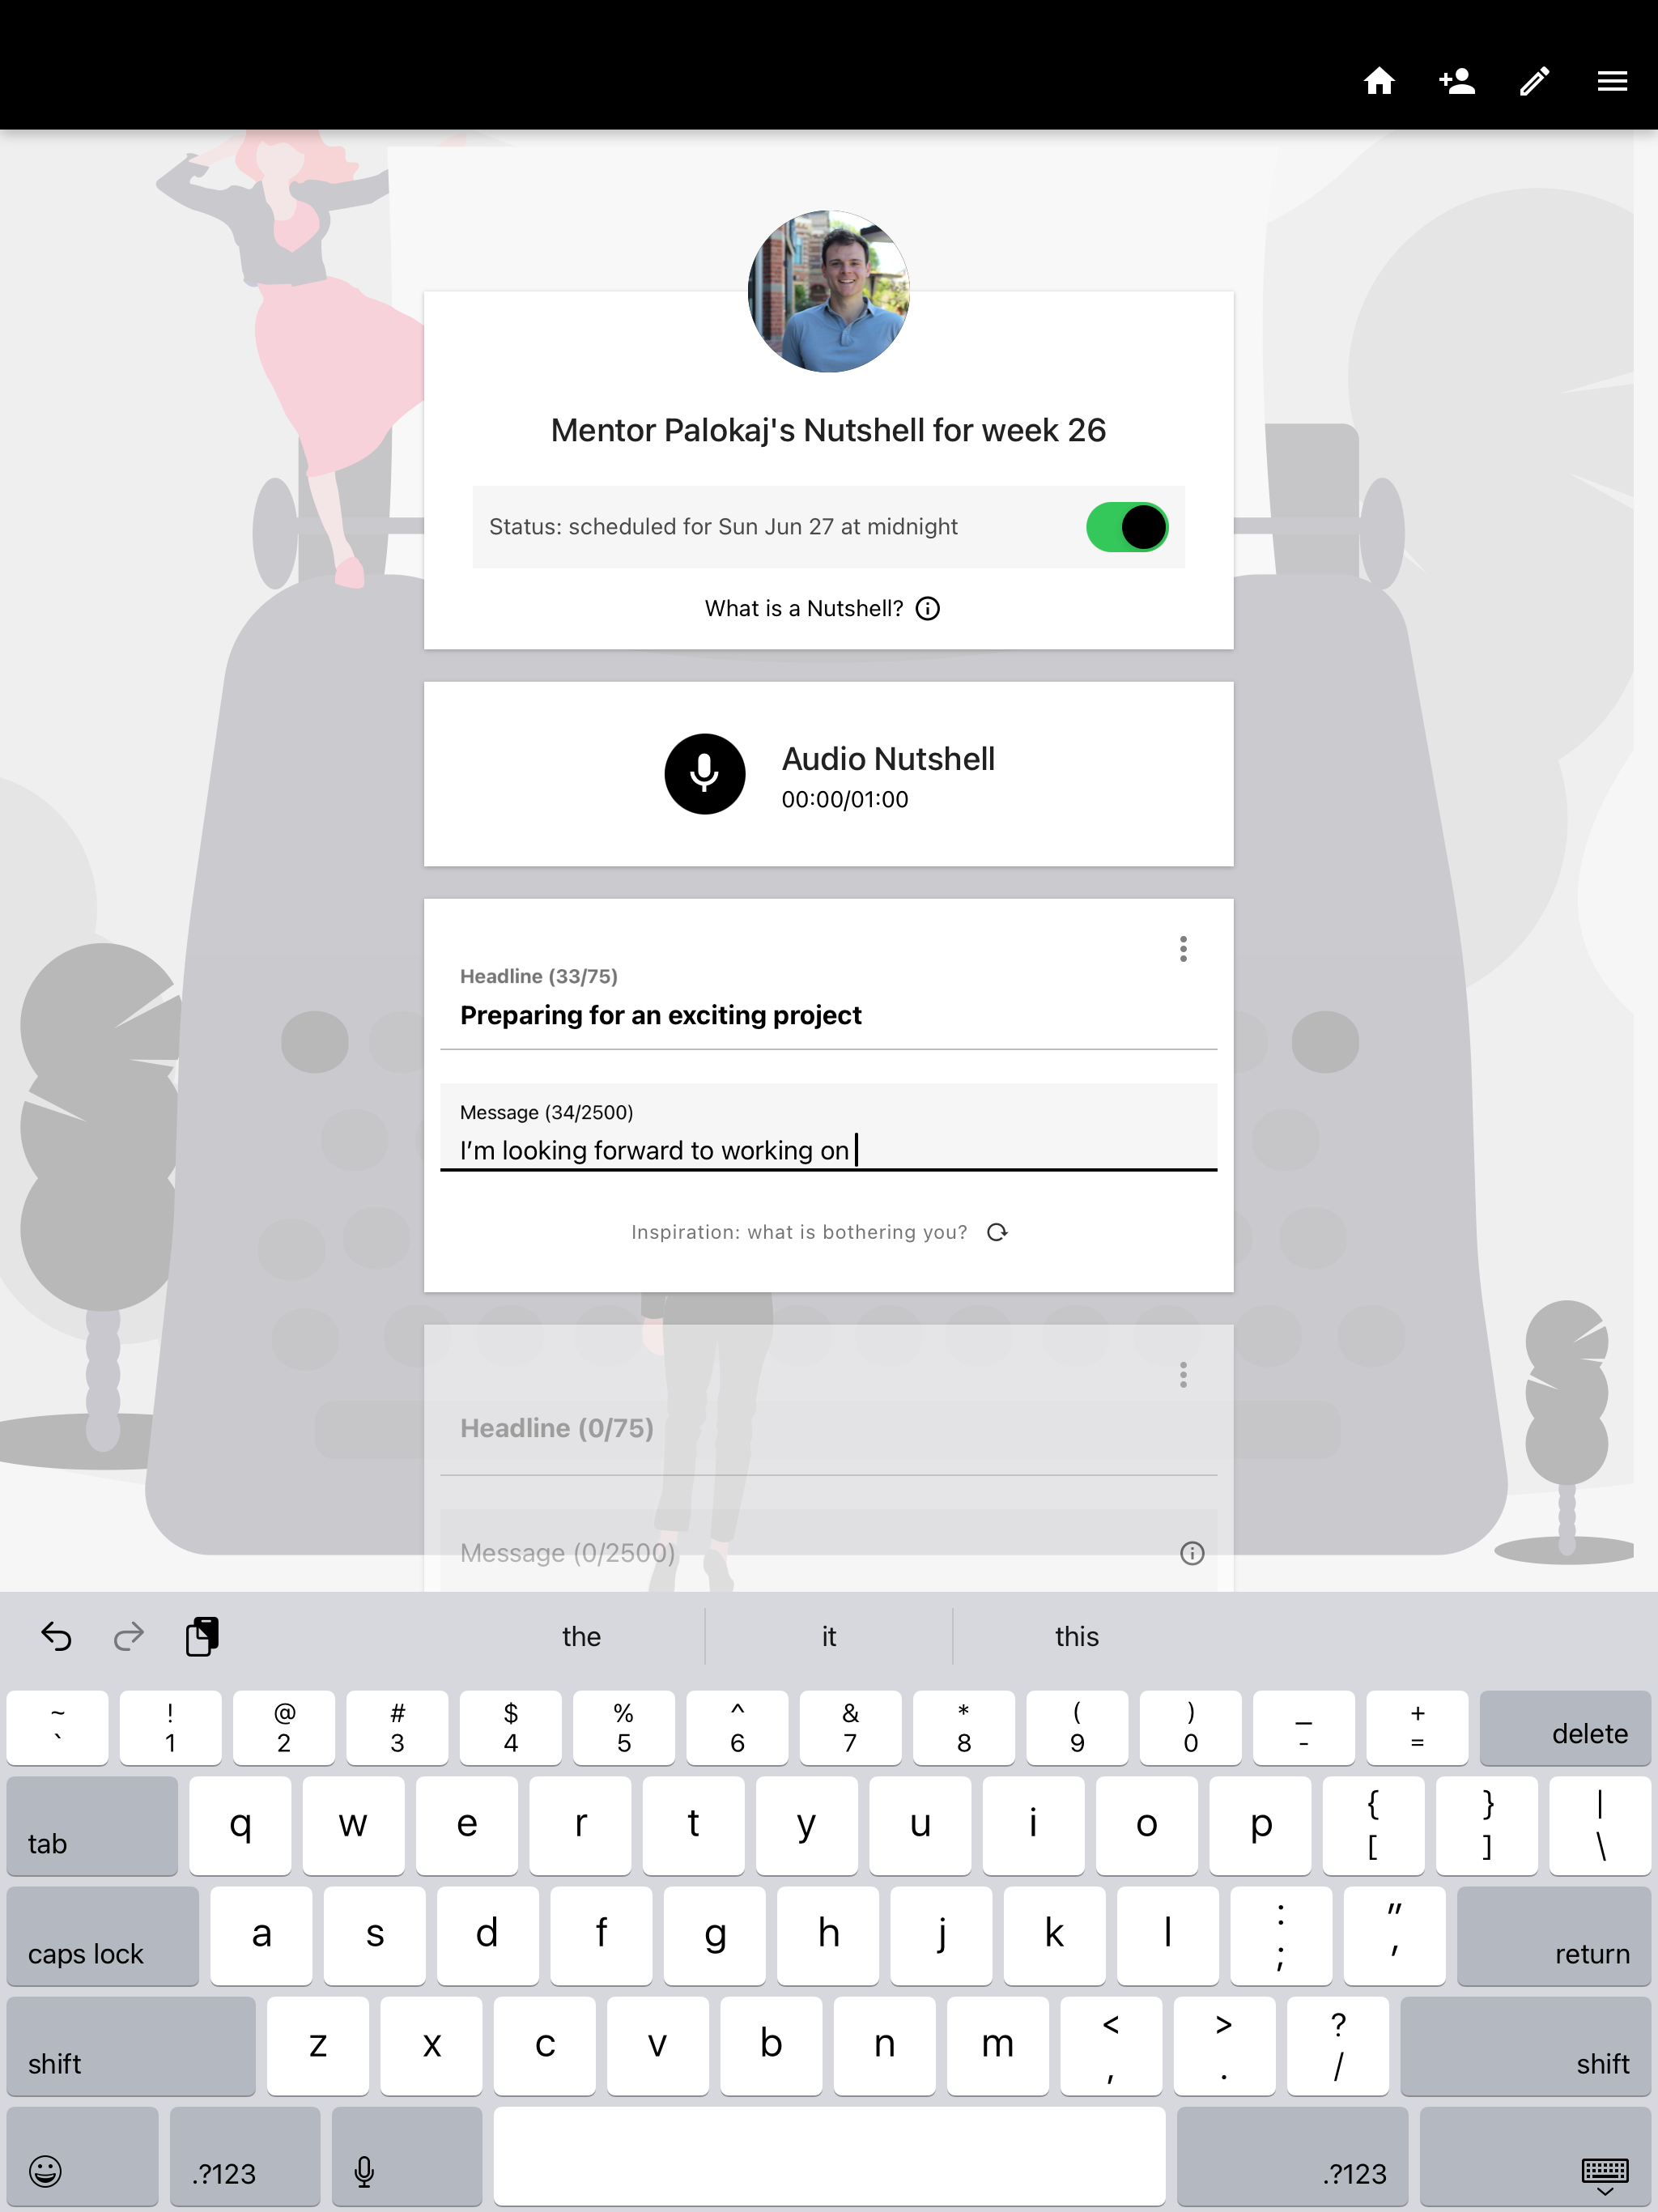 Mentor Palokaj's Nutshell for week 26
Status: scheduled for Sun Jun 27 at midnight
What is a Nutshell?
Audio Nutshell
00:00/01:00
Headline (33/75)
Preparing for an exciting project
Message (34/2500)
I’m looking forward to working on
Inspiration: what is bothering you?
Headline (0/75)
Message (0/2500)
the it this
~ ! @ # $ % ^ & * ( ) _ +
` 1 2 3 4 5 6 7 8 9 0 - = delete
{ } |
tab q w e r t y u i o p [ ] \
: "
caps lock a s d f g h j k l ; ' return
< > ?
shift z x c v b n m , . / shift
.?123 .?123